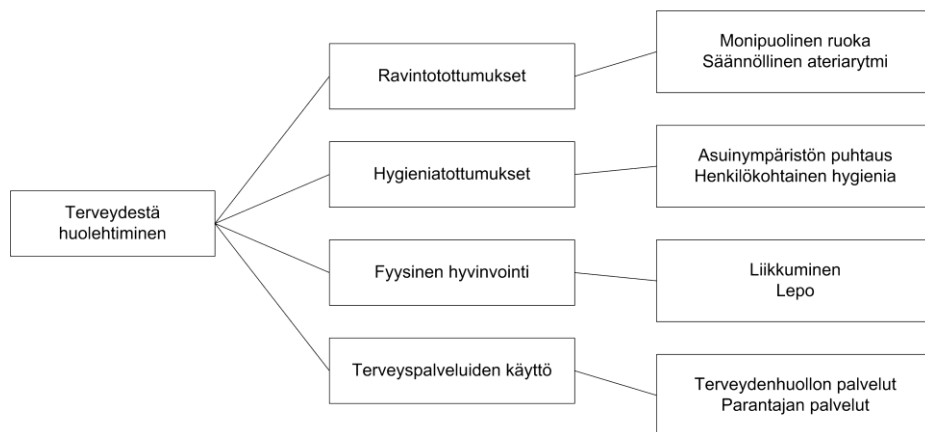 Terveydestä
huolehtiminen
Ravintotottumukset
Monipuolinen ruoka
Säännöllinen ateriarytmi
Hygieniatottumukset
Asuinympäristön puhtaus
Henkilökohtainen hygienia
Fyysinen hyvinvointi
Liikkuminen
Lepo
Terveyspalveluiden käyttö
Terveydenhuollon palvelut
Parantajan palvelut